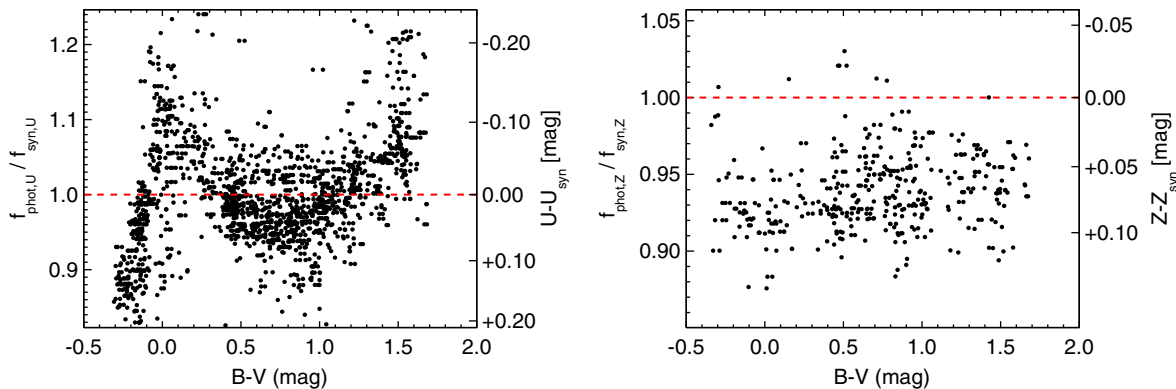 1.2
1.1
1.0
0.9
f_phot,U / f_syn,U
-0.20
-0.10
0.00
+0.10
+0.20
U-U_syn [mag]
-0.5 0.0 0.5 1.0 1.5 2.0
B-V (mag)
1.05
1.00
0.95
0.90
0.85
f_phot,Z / f_syn,Z
-0.05
0.00
+0.05
+0.10
Z-Z_syn [mag]
-0.5 0.0 0.5 1.0 1.5 2.0
B-V (mag)